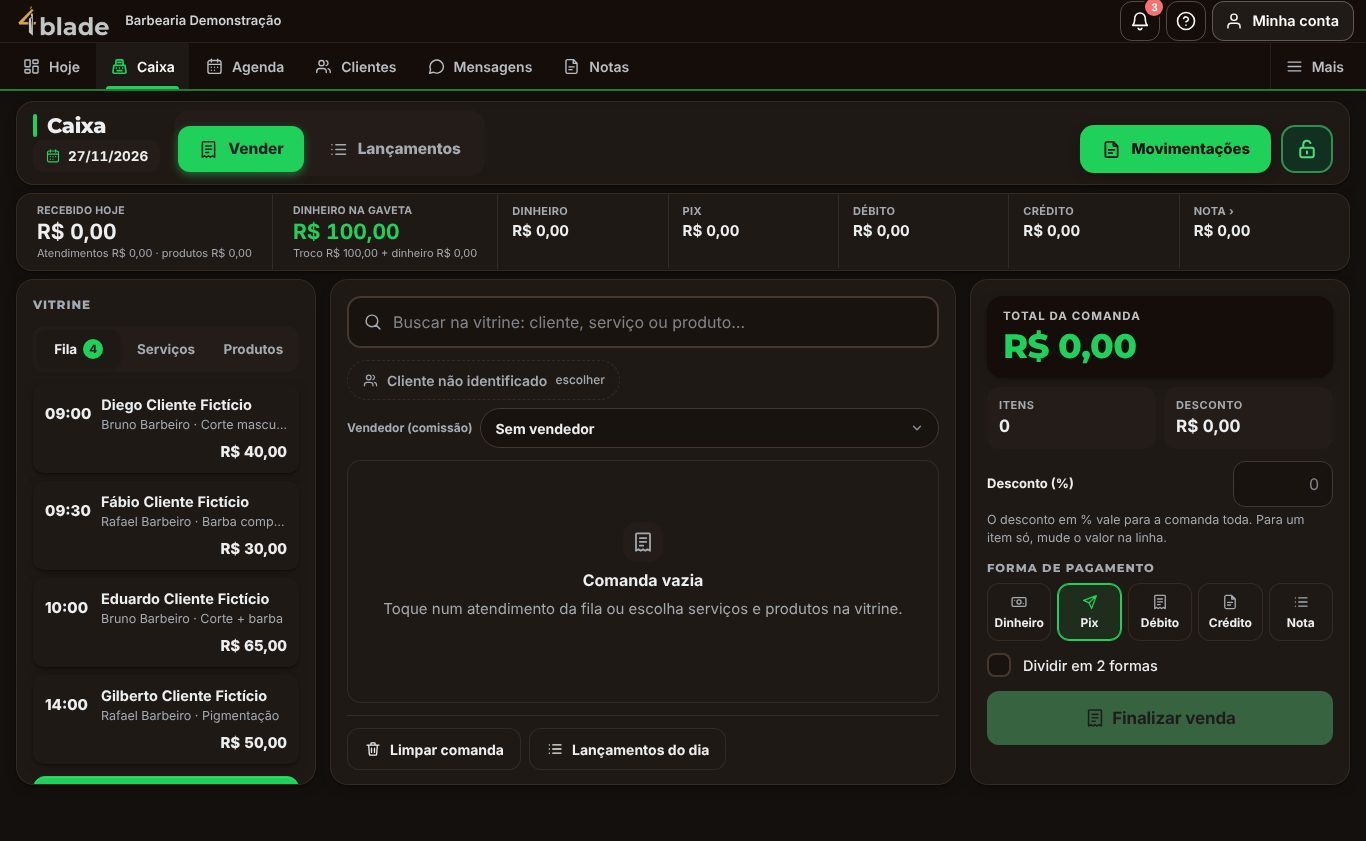 4blade
Barbearia Demonstração
3
Minha conta
Hoje
Caixa
Agenda
Clientes
Mensagens
Notas
Mais
Caixa
27/11/2026
Vender
Lançamentos
Movimentações
RECEBIDO HOJE
R$ 0,00
Atendimentos R$ 0,00 · produtos R$ 0,00
DINHEIRO NA GAVETA
R$ 100,00
Troco R$ 100,00 + dinheiro R$ 0,00
DINHEIRO
R$ 0,00
PIX
R$ 0,00
DÉBITO
R$ 0,00
CRÉDITO
R$ 0,00
NOTA ›
R$ 0,00
VITRINE
Fila 4
Serviços
Produtos
09:00
Diego Cliente Fictício
Bruno Barbeiro · Corte mascu...
R$ 40,00
09:30
Fábio Cliente Fictício
Rafael Barbeiro · Barba comp...
R$ 30,00
10:00
Eduardo Cliente Fictício
Bruno Barbeiro · Corte + barba
R$ 65,00
14:00
Gilberto Cliente Fictício
Rafael Barbeiro · Pigmentação
R$ 50,00
Buscar na vitrine: cliente, serviço ou produto...
Cliente não identificado escolher
Vendedor (comissão)
Sem vendedor
Comanda vazia
Toque num atendimento da fila ou escolha serviços e produtos na vitrine.
Limpar comanda
Lançamentos do dia
TOTAL DA COMANDA
R$ 0,00
ITENS
0
DESCONTO
R$ 0,00
Desconto (%)
0
O desconto em % vale para a comanda toda. Para um
item só, mude o valor na linha.
FORMA DE PAGAMENTO
Dinheiro
Pix
Débito
Crédito
Nota
Dividir em 2 formas
Finalizar venda